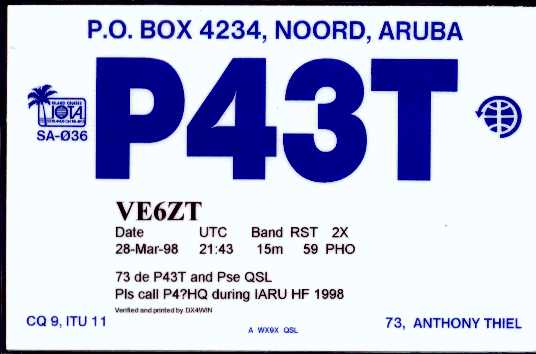 P.O. BOX 4234, NOORD, ARUBA
P43T
IOTA
SA-Ø36
VE6ZT
Date UTC Band RST 2X
28-Mar-98 21:43 15m 59 PHO
73 de P43T and Pse QSL
Pls call P4?HQ during IARU HF 1998
Verified and printed by DX4WIN
CQ 9, ITU 11
A WX9X QSL
73, ANTHONY THIEL